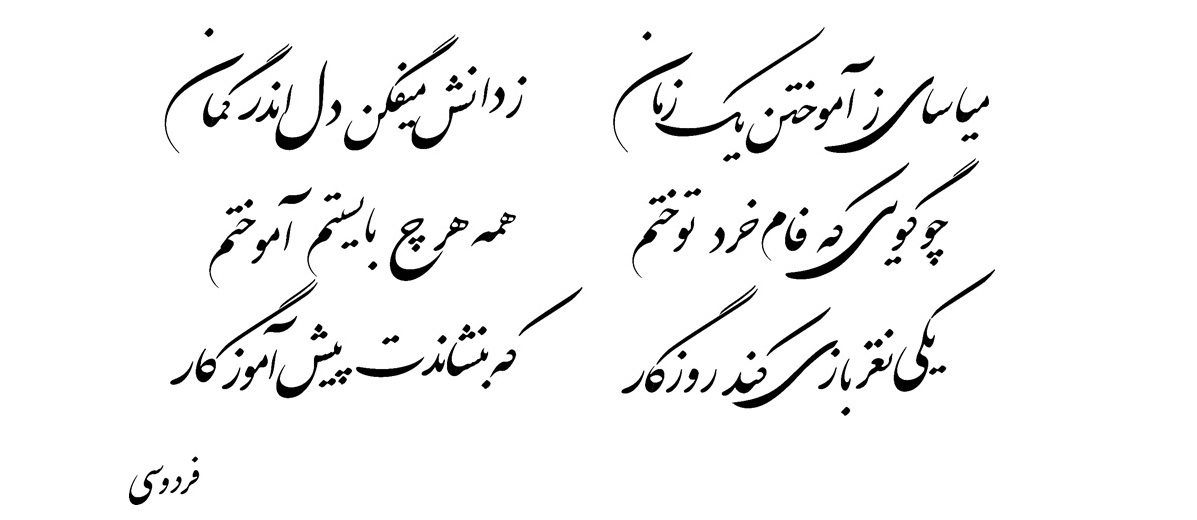 میاسای ز آموختن یک زمان ز دانش میفکن دل اندر گمان
چو گویی که فام خرد توختم همه هرچ بایستم آموختم
یکی نغز بازی کند روزگار که بنشاندت پیش آموزگار
فردوسی